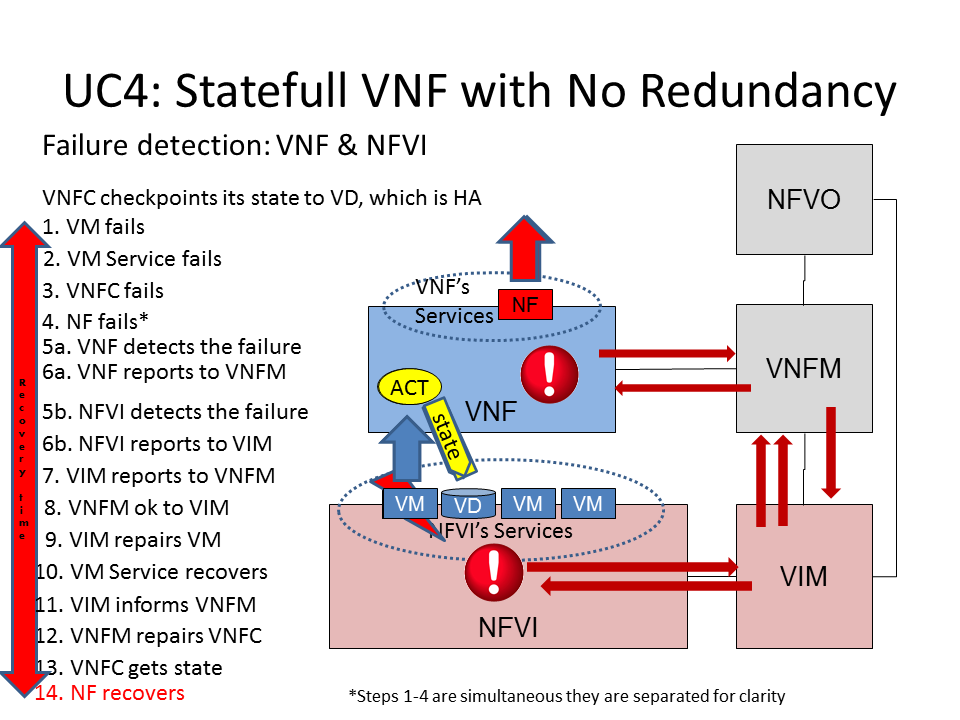 UC4: Statefull VNF with No Redundancy
Failure detection: VNF & NFVI
VNFC checkpoints its state to VD, which is HA
1. VM fails
2. VM Service fails
3. VNFC fails
4. NF fails*
5a. VNF detects the failure
6a. VNF reports to VNFM
5b. NFVI detects the failure
6b. NFVI reports to VIM
7. VIM reports to VNFM
8. VNFM ok to VIM
9. VIM repairs VM
10. VM Service recovers
11. VIM informs VNFM
12. VNFM repairs VNFC
13. VNFC gets state
14. NF recovers
Recovery time
VNF's
Services
NF
ACT
VNF
state
VM
VD
VM
VM
NFVI's Services
NFVI
NFVO
VNFM
VIM
*Steps 1-4 are simultaneous they are separated for clarity